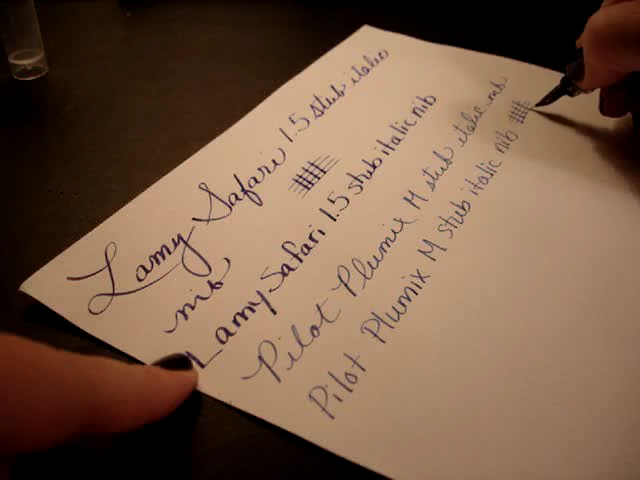 Lamy Safari 1.5 stub italic
nib
Lamy Safari 1.5 stub italic nib
Pilot Plumix M stub italic nib
Pilot Plumix M stub italic nib